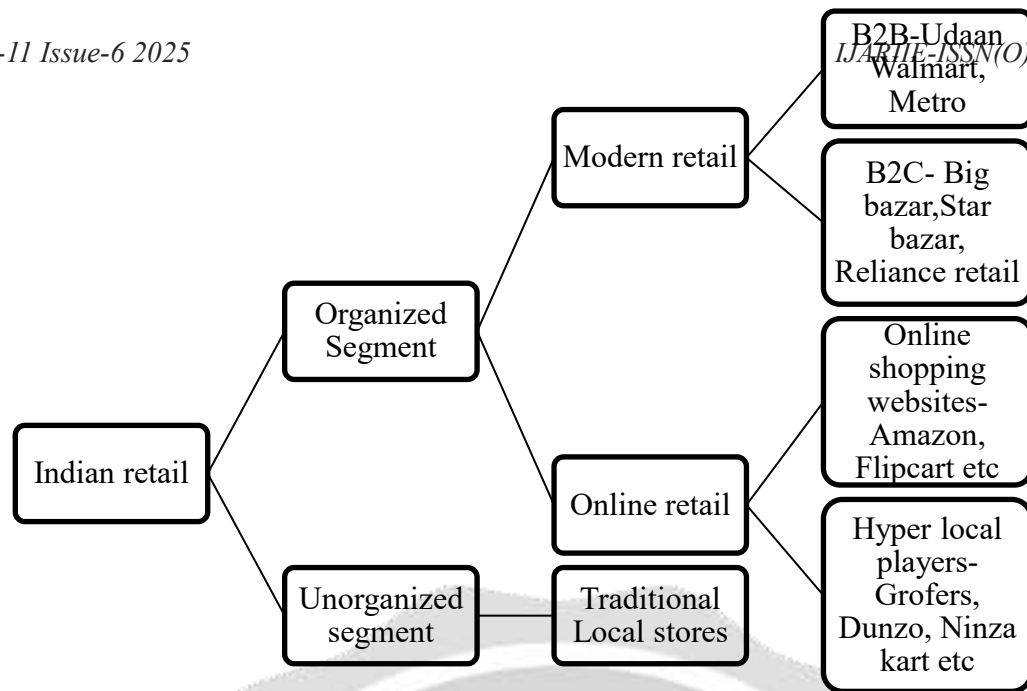 -11 Issue-6 2025
IJARIIE-ISSN(O)
B2B-Udaan
Walmart,
Metro
Modern retail
B2C- Big
bazar,Star
bazar,
Reliance retail
Organized
Segment
Online
shopping
websites-
Amazon,
Flipcart etc
Indian retail
Online retail
Hyper local
players-
Grofers,
Dunzo, Ninza
kart etc
Unorganized
segment
Traditional
Local stores